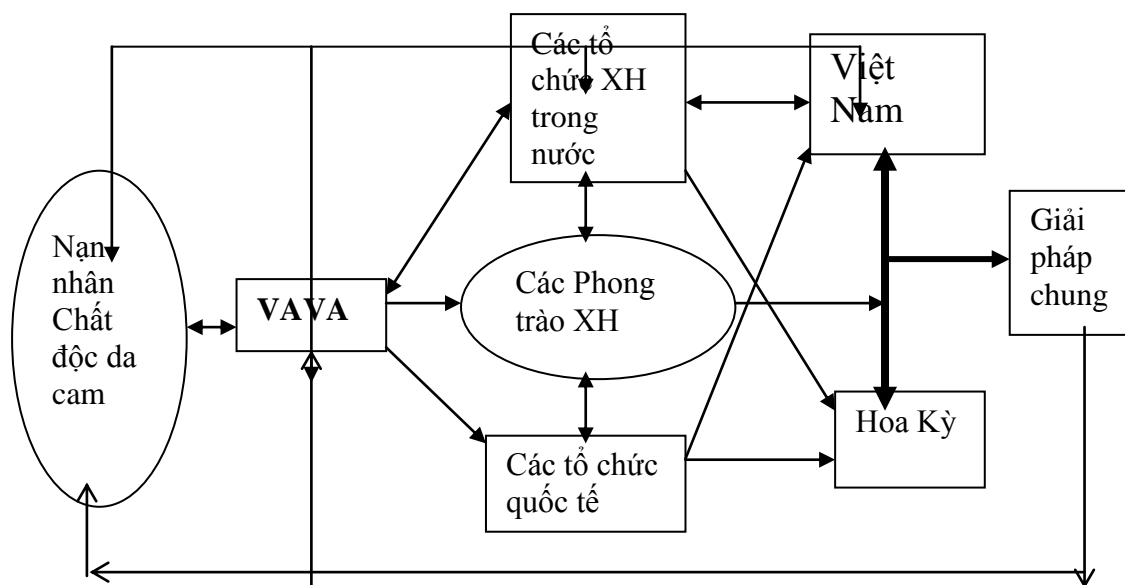 Các tổ
chức XH
trong
nước
Việt
Nam
Giải
pháp
chung
Nạn
nhân
Chất
độc da
cam
VAVA
Các Phong
trào XH
Hoa Kỳ
Các tổ chức
quốc tế